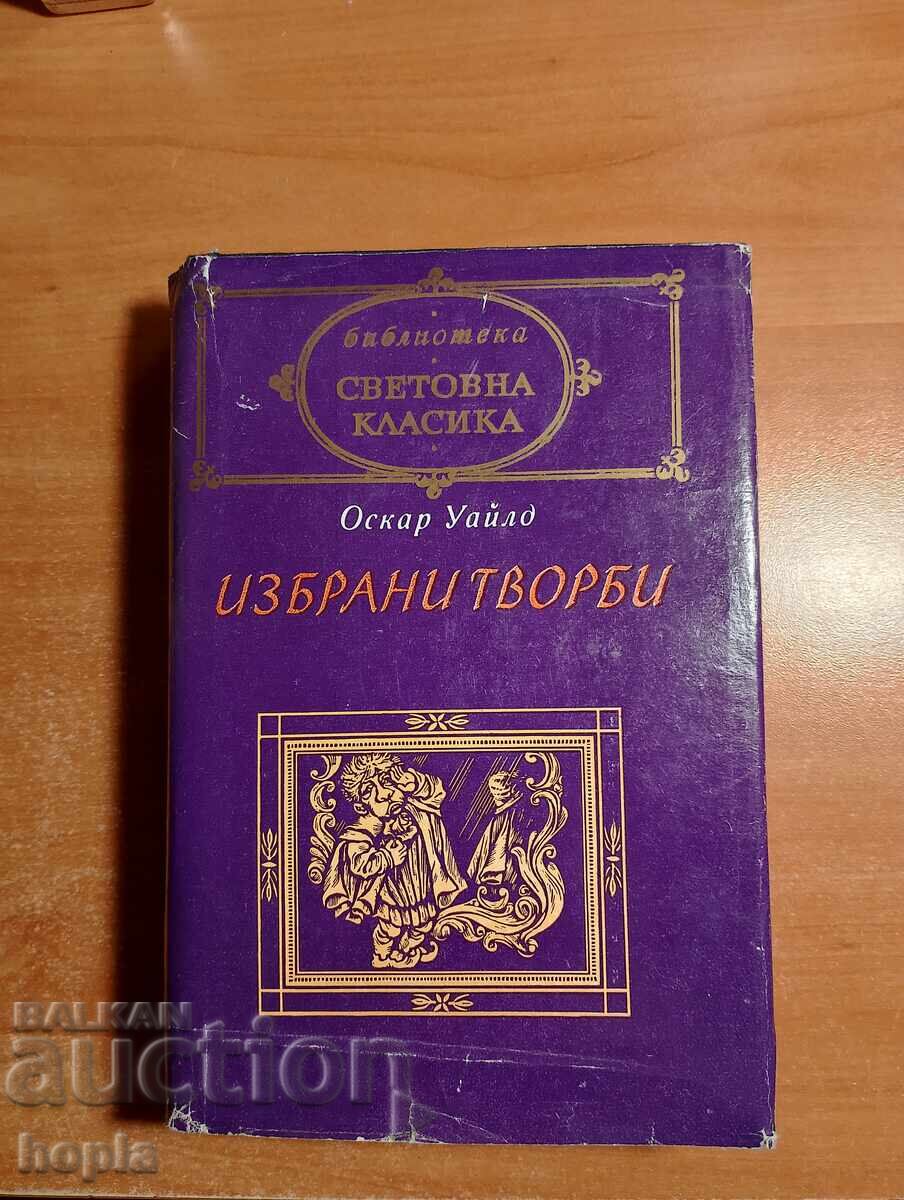 библиотека
СВЕТОВНА
КЛАСИКА
Оскар Уайлд
ИЗБРАНИ ТВОРБИ
BALKAN
auction
hopla